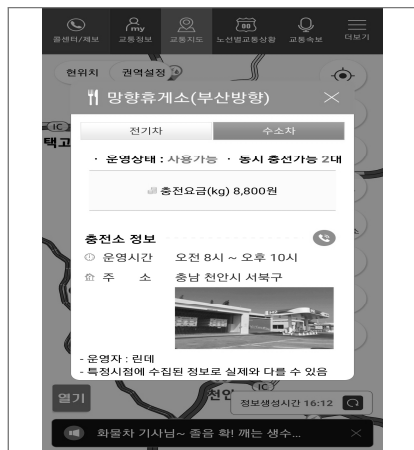 콜센터/제보 my 교통정보 교통지도 80 노선별교통상황 교통속보 더보기
현위치 권역설정
망향휴게소(부산방향)
IC
택고
전기차 수소차
· 운영상태 : 사용가능 · 동시 충전가능 2대
충전요금(kg) 8,800원
충전소 정보
운영시간 오전 8시 ~ 오후 10시
주 소 충남 천안시 서북구
- 운영자 : 린데
- 특정시점에 수집된 정보로 실제와 다를 수 있음
열기 천안 IC 정보생성시간 16:12
화물차 기사님~ 졸음 확! 깨는 생수...